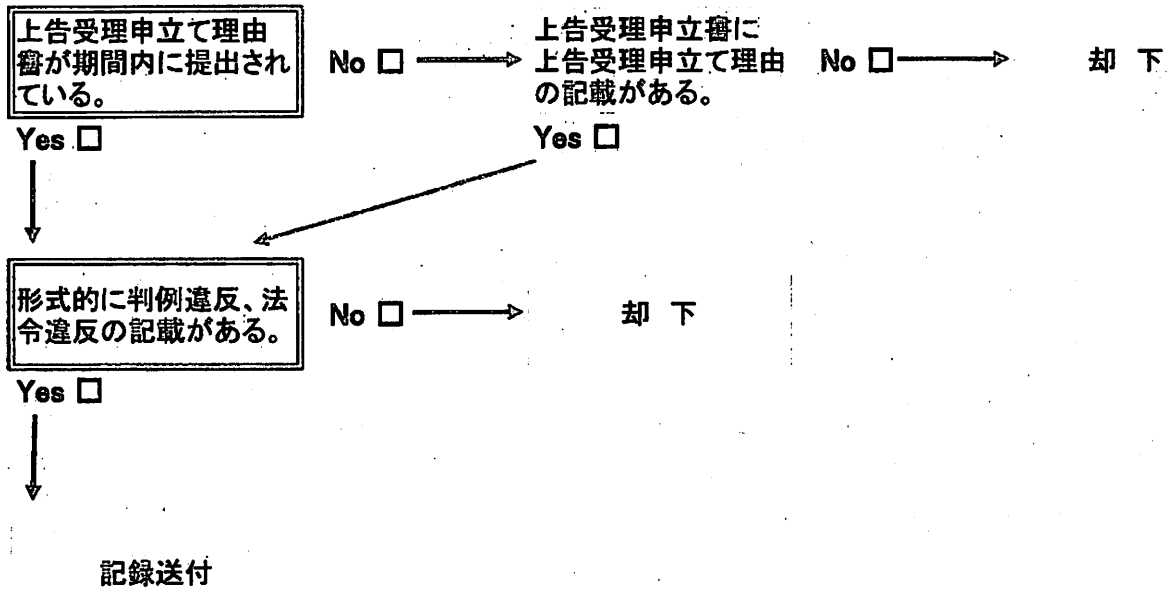 上告受理申立て理由
書が期間内に提出され
ている。
No □
上告受理申立書に
上告受理申立て理由
の記載がある。
No □
却 下
Yes □
Yes □
形式的に判例違反、法
令違反の記載がある。
No □
却 下
Yes □
記録送付